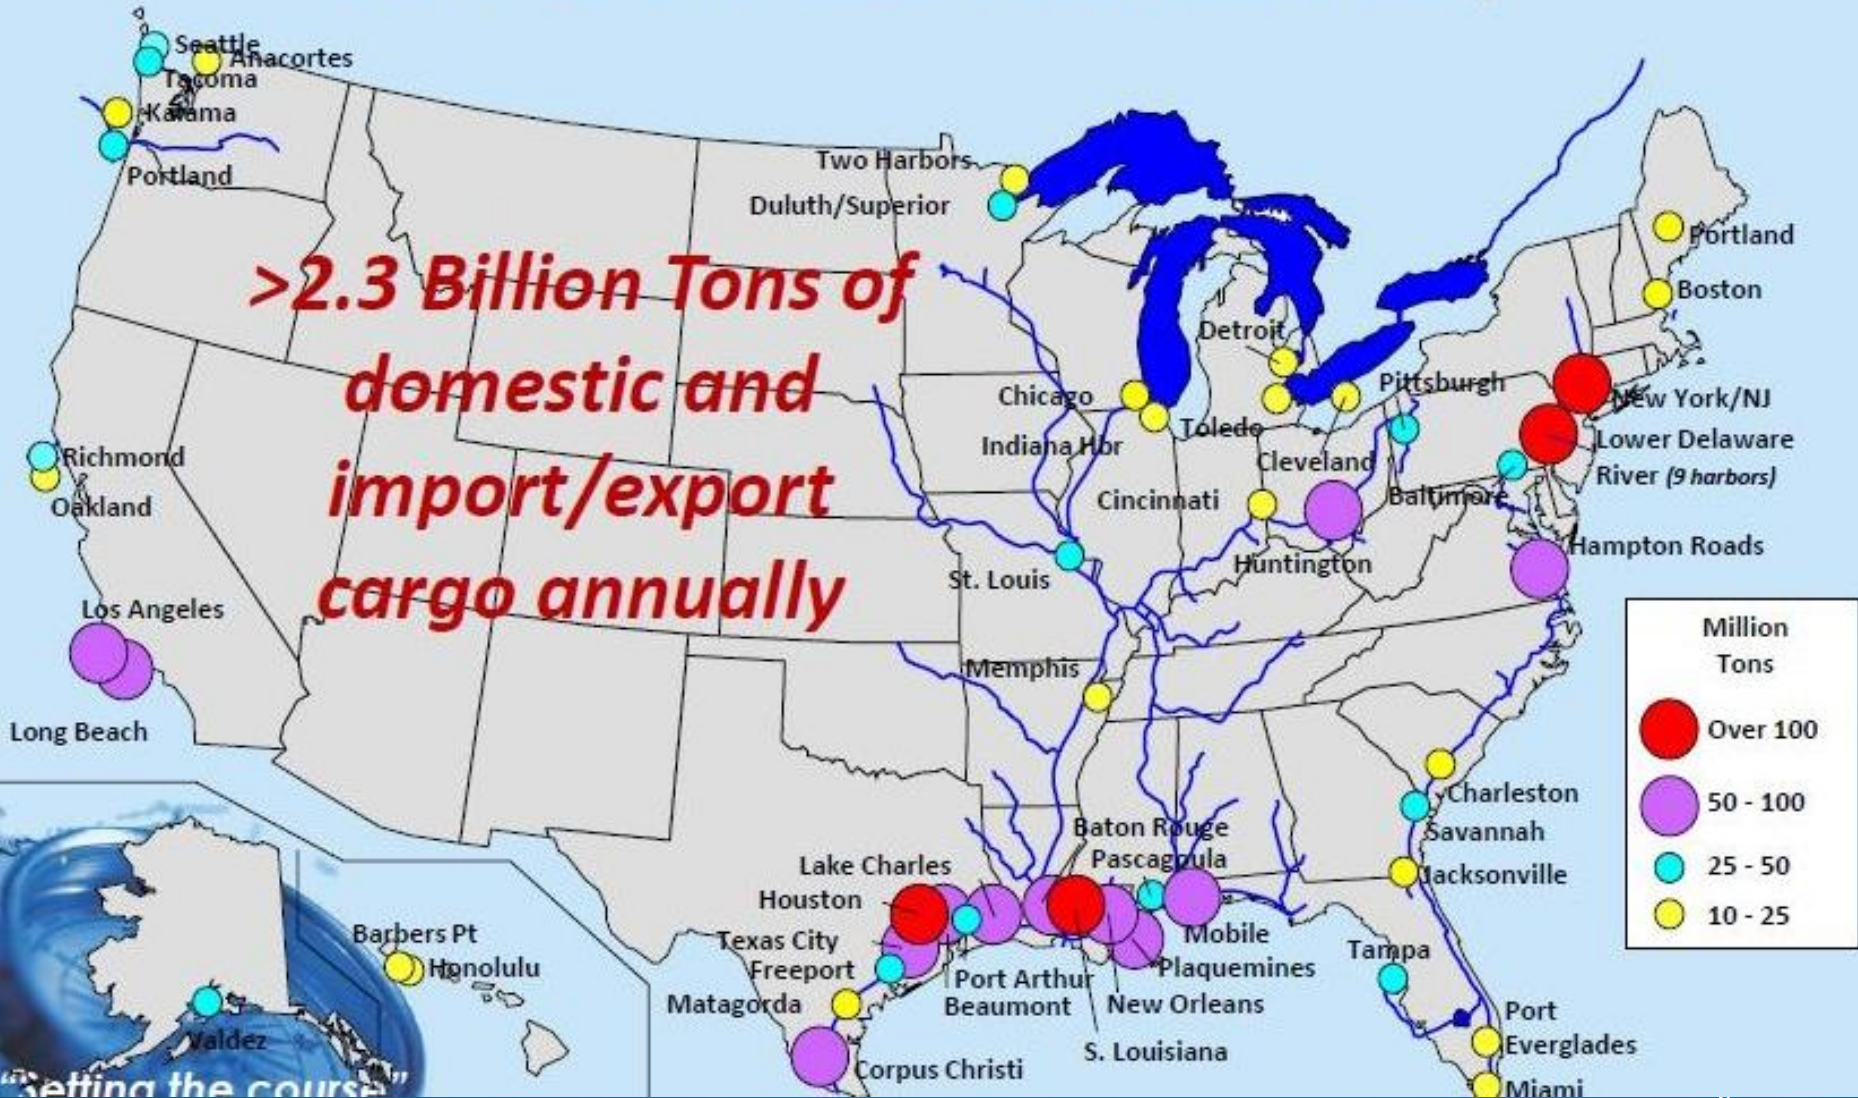 Seattle
Anacortes
Tacoma
Kalama
Portland
Two Harbors
Duluth/Superior
Portland
Boston
>2.3 Billion Tons of
domestic and
import/export
cargo annually
Detroit
Chicago
Pittsburgh
New York/NJ
Indiana Hbr
Toledo
Lower Delaware
River (9 harbors)
Cleveland
Richmond
Oakland
Cincinnati
Baltimore
Huntington
Hampton Roads
St. Louis
Los Angeles
Long Beach
Memphis
Million
Tons
Over 100
50 - 100
25 - 50
10 - 25
Charleston
Savannah
Jacksonville
Baton Rouge
Pascagoula
Lake Charles
Houston
Texas City
Freeport
Matagorda
Port Arthur
Beaumont
Mobile
Plaquemines
New Orleans
S. Louisiana
Corpus Christi
Tampa
Port
Everglades
Miami
Barbers Pt
Honolulu
Valdez
“Setting the course”